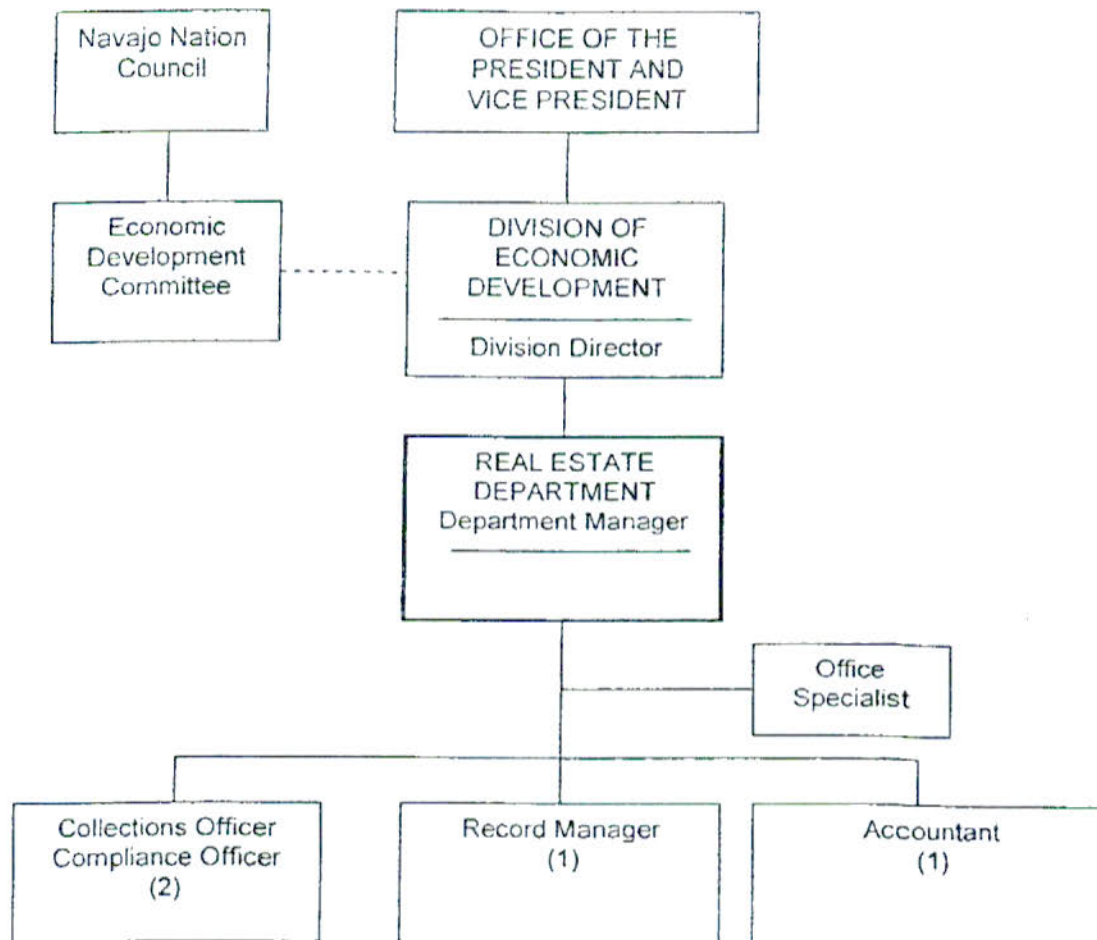 Navajo Nation
Council
OFFICE OF THE
PRESIDENT AND
VICE PRESIDENT
Economic
Development
Committee
DIVISION OF
ECONOMIC
DEVELOPMENT
Division Director
REAL ESTATE
DEPARTMENT
Department Manager
Office
Specialist
Collections Officer
Compliance Officer
(2)
Record Manager
(1)
Accountant
(1)